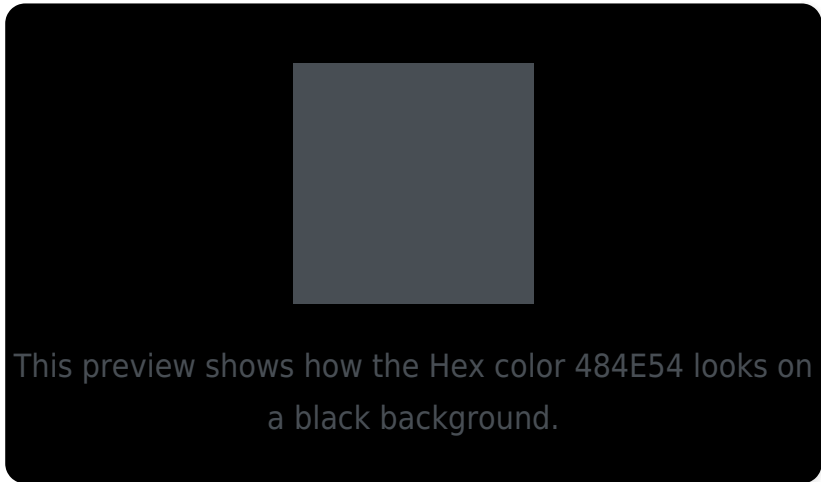 This preview shows how the Hex color 484E54 looks on
a black background.